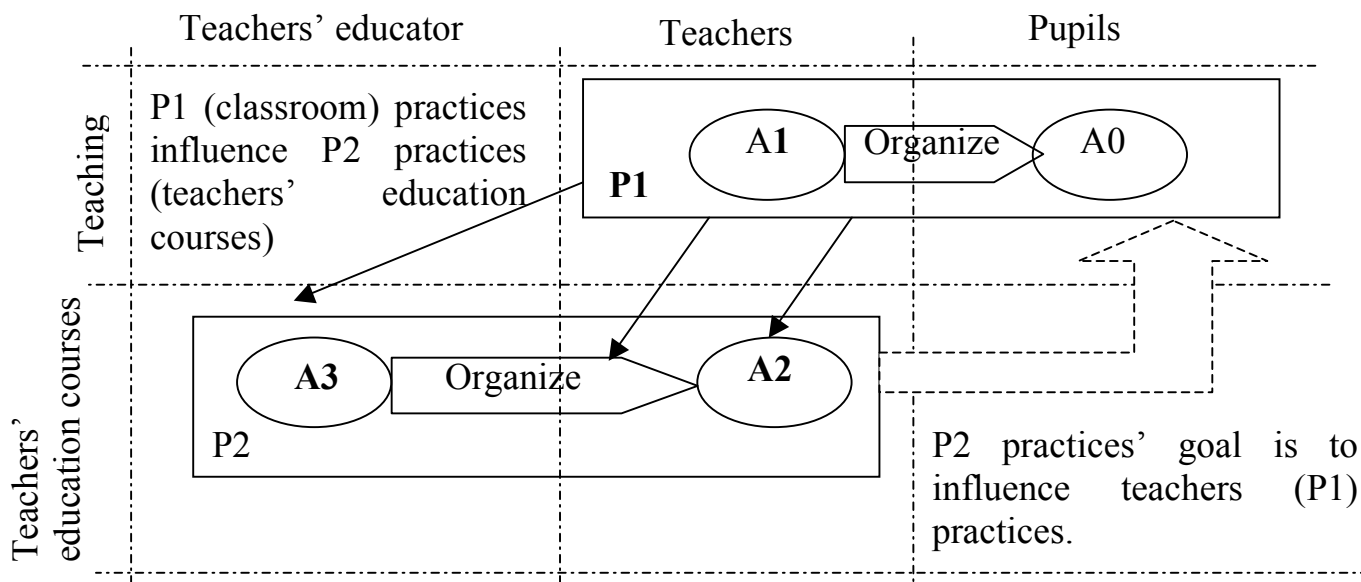 Teachers’ educator
Teachers
Pupils
Teaching
P1 (classroom) practices
influence P2 practices
(teachers’ education
courses)
P1
A1
Organize
A0
Teachers’
education courses
A3
Organize
A2
P2
P2 practices’ goal is to
influence teachers (P1)
practices.